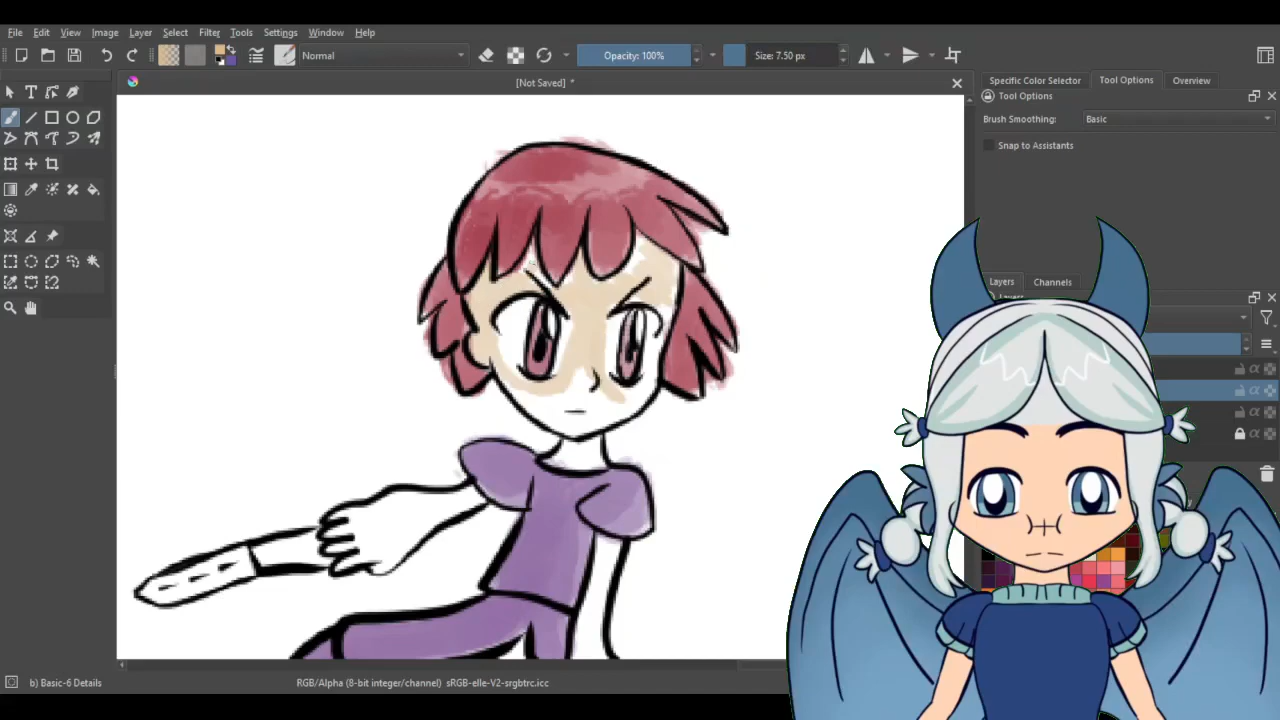 File Edit View Image Layer Select Filter Tools Settings Window Help
Normal
Opacity: 100%
Size: 7.50 px
[Not Saved] *
Specific Color Selector Tool Options Overview
Tool Options
Brush Smoothing: Basic
Snap to Assistants
Layers Channels
b) Basic-6 Details
RGB/Alpha (8-bit integer/channel) sRGB-elle-V2-srgbtrc.icc